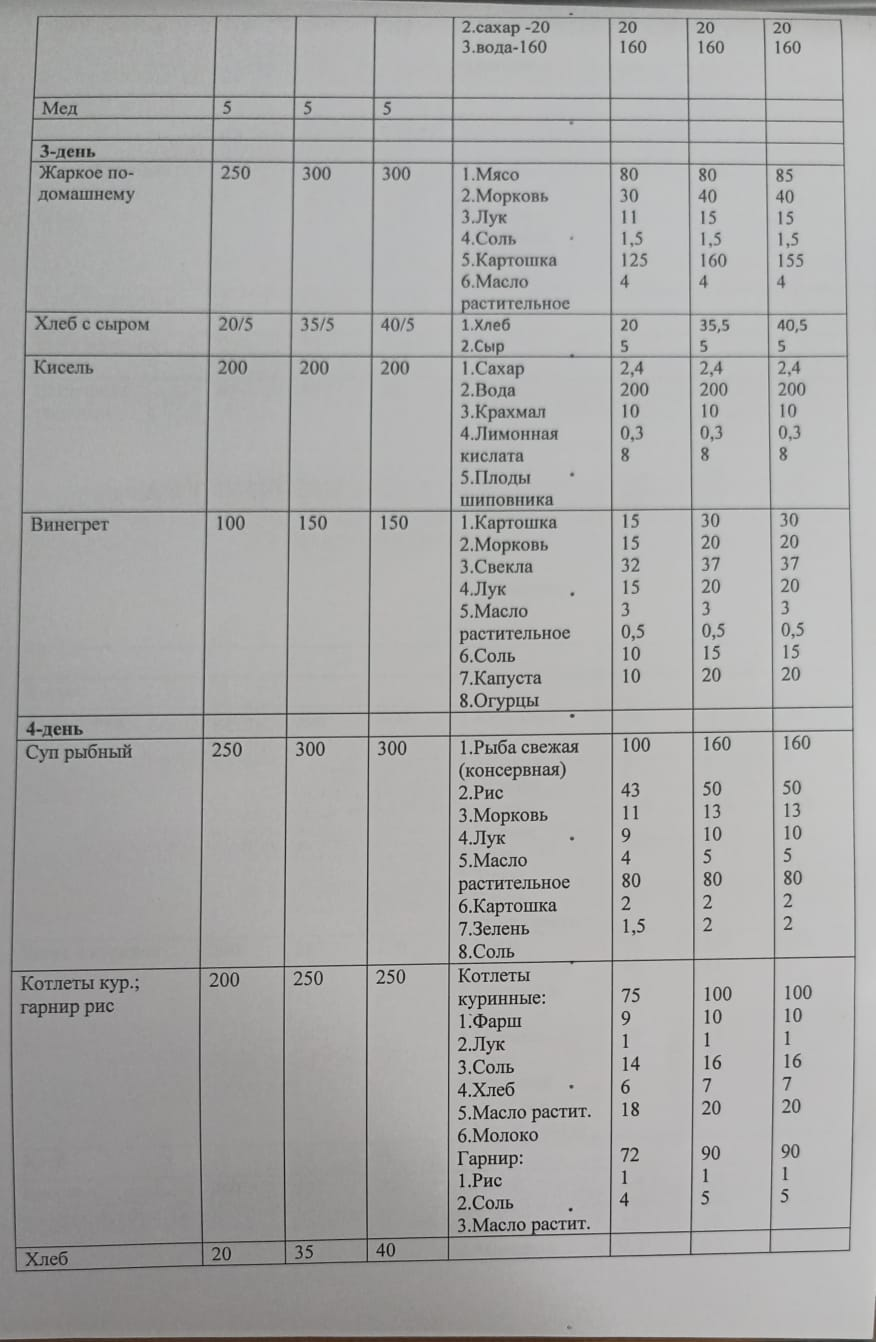 2.сахар -20 20 20 20
3.вода-160 160 160 160
Мед 5 5 5
3-день
Жаркое по- 250 300 300 1.Мясо 80 80 85
домашнему 2.Морковь 30 40 40
3.Лук 11 15 15
4.Соль 1,5 1,5 1,5
5.Картошка 125 160 155
6.Масло 4 4 4
растительное
Хлеб с сыром 20/5 35/5 40/5 1.Хлеб 20 35,5 40,5
2.Сыр 5 5 5
Кисель 200 200 200 1.Сахар 2,4 2,4 2,4
2.Вода 200 200 200
3.Крахмал 10 10 10
4.Лимонная 0,3 0,3 0,3
кислата 8 8 8
5.Плоды
шиповника
Винегрет 100 150 150 1.Картошка 15 30 30
2.Морковь 15 20 20
3.Свекла 32 37 37
4.Лук 15 20 20
5.Масло 3 3 3
растительное 0,5 0,5 0,5
6.Соль 10 15 15
7.Капуста 10 20 20
8.Огурцы
4-день
Суп рыбный 250 300 300 1.Рыба свежая 100 160 160
(консервная)
2.Рис 43 50 50
3.Морковь 11 13 13
4.Лук 9 10 10
5.Масло 4 5 5
растительное 80 80 80
6.Картошка 2 2 2
7.Зелень 1,5 2 2
8.Соль
Котлеты кур.; 200 250 250 Котлеты
гарнир рис куринные: 75 100 100
1.Фарш 9 10 10
2.Лук 1 1 1
3.Соль 14 16 16
4.Хлеб 6 7 7
5.Масло растит. 18 20 20
6.Молоко
Гарнир: 72 90 90
1.Рис 1 1 1
2.Соль 4 5 5
3.Масло растит.
Хлеб 20 35 40